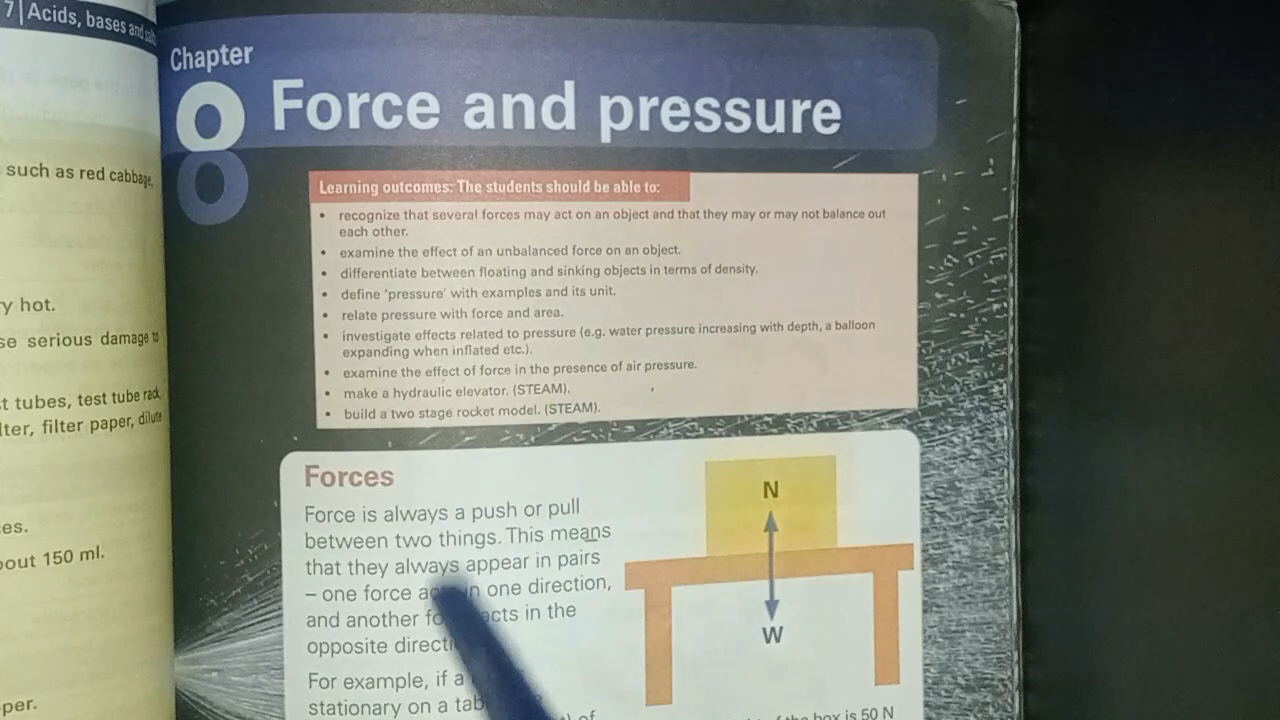 7 | Acids, bases and
such as red cabbage,
y hot.
se serious damage to
t tubes, test tube rack,
lter, filter paper, dilute
es.
out 150 ml.
per.
Chapter
8 Force and pressure
Learning outcomes: The students should be able to:
• recognize that several forces may act on an object and that they may or may not balance out
each other.
• examine the effect of an unbalanced force on an object.
• differentiate between floating and sinking objects in terms of density.
• define 'pressure' with examples and its unit.
• relate pressure with force and area.
• investigate effects related to pressure (e.g. water pressure increasing with depth, a balloon
expanding when inflated etc.).
• examine the effect of force in the presence of air pressure.
• make a hydraulic elevator. (STEAM).
• build a two stage rocket model. (STEAM).
Forces
Force is always a push or pull
between two things. This means
that they always appear in pairs
– one force in one direction,
and another acts in the
opposite
For example, if a
stationary on a
of
N
W
of the box is 50 N